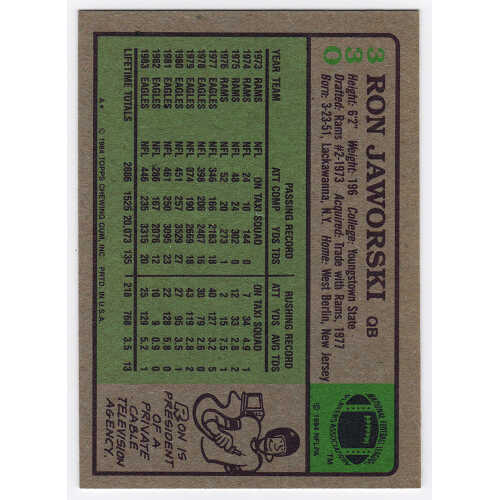 330 RON JAWORSKI QB
Height: 6'2" Weight: 196 College: Youngstown State
Drafted: Rams #2-1973 Acquired: Trade with Rams, 1977
Born: 3-23-51, Lackawanna, N.Y. Home: West Berlin, New Jersey
NATIONAL FOOTBALL LEAGUE
PLAYERS ASSOCIATION
TM
© 1984 NFLPA
PASSING RECORD RUSHING RECORD
YEAR TEAM ATT COMP YDS TDS ATT YDS AVG TDS
1973 RAMS NFL ON TAXI SQUAD ON TAXI SQUAD
1974 RAMS NFL 24 10 144 0 7 34 4.9 1
1975 RAMS NFL 48 24 302 0 12 33 2.8 2
1976 RAMS NFL 52 20 273 1 2 15 7.5 1
1977 EAGLES NFL 346 166 2183 18 40 127 3.2 5
1978 EAGLES NFL 398 206 2487 16 30 79 2.6 0
1979 EAGLES NFL 374 190 2669 18 43 119 2.8 2
1980 EAGLES NFL 451 257 3529 27 27 95 3.5 1
1981 EAGLES NFL 461 250 3095 23 22 128 5.8 0
1982 EAGLES NFL 286 167 2076 12 10 9 0.9 0
1983 EAGLES NFL 446 235 3315 20 25 129 5.2 1
LIFETIME TOTALS 2886 1525 20,073 135 218 768 3.5 13
RON IS
PRESIDENT
OF A
PRIVATE
CABLE
TELEVISION
AGENCY.
A* © 1984 TOPPS CHEWING GUM, INC. PRTD. IN U.S.A.